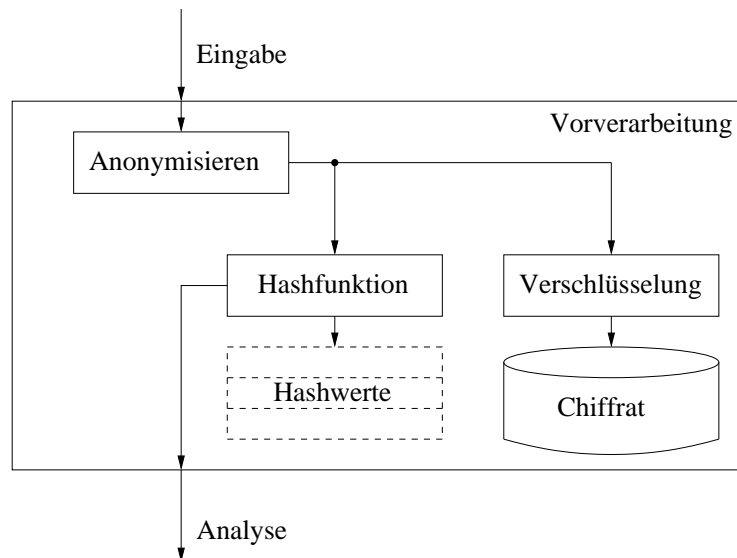 Eingabe
Vorverarbeitung
Anonymisieren
Hashfunktion
Verschlüsselung
Hashwerte
Chiffrat
Analyse